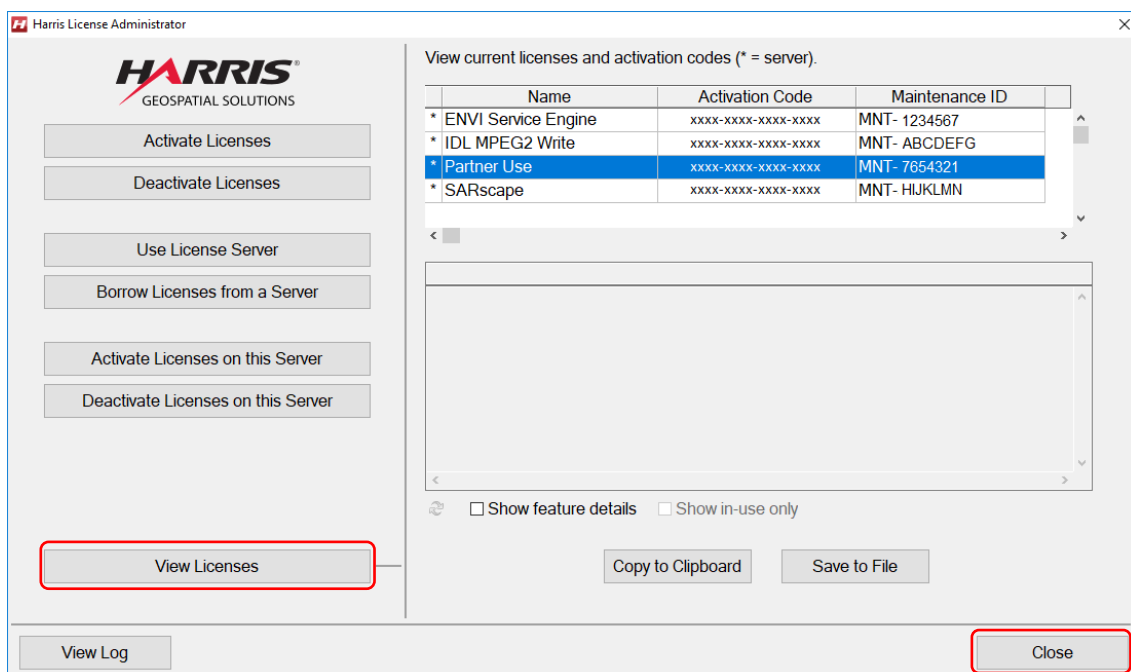 Harris License Administrator
HARRIS®
GEOSPATIAL SOLUTIONS
Activate Licenses
Deactivate Licenses
Use License Server
Borrow Licenses from a Server
Activate Licenses on this Server
Deactivate Licenses on this Server
View Licenses
View current licenses and activation codes (* = server).
Name Activation Code Maintenance ID
* ENVI Service Engine xxxx-xxxx-xxxx-xxxx MNT- 1234567
* IDL MPEG2 Write xxxx-xxxx-xxxx-xxxx MNT- ABCDEFG
* Partner Use xxxx-xxxx-xxxx-xxxx MNT- 7654321
* SARscape xxxx-xxxx-xxxx-xxxx MNT- HIJKLMN
Show feature details Show in-use only
Copy to Clipboard Save to File
View Log Close